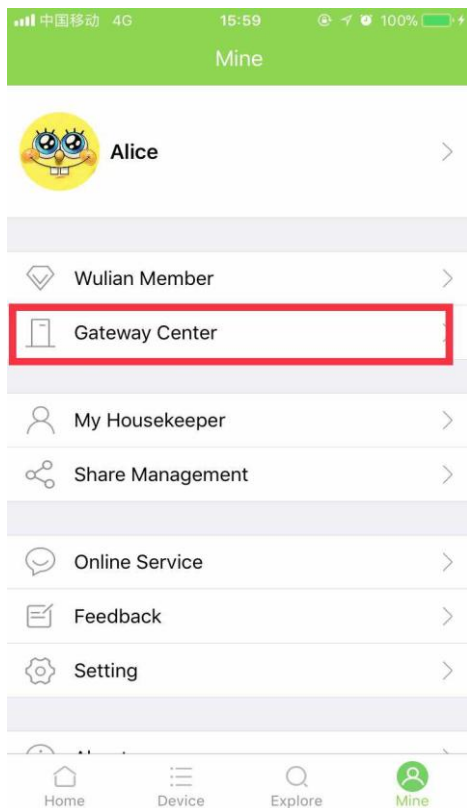 中国移动 4G 15:59 100%
Mine
Alice
Wulian Member
Gateway Center
My Housekeeper
Share Management
Online Service
Feedback
Setting
Home Device Explore Mine